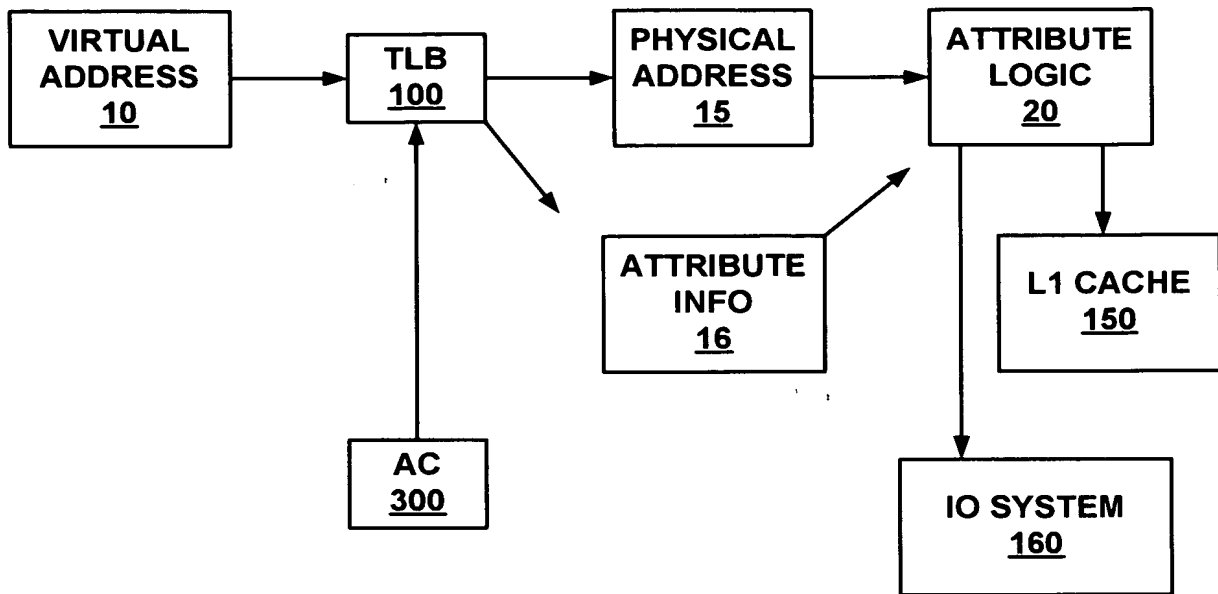 VIRTUAL
ADDRESS
10
TLB
100
PHYSICAL
ADDRESS
15
ATTRIBUTE
LOGIC
20
ATTRIBUTE
INFO
16
L1 CACHE
150
AC
300
IO SYSTEM
160